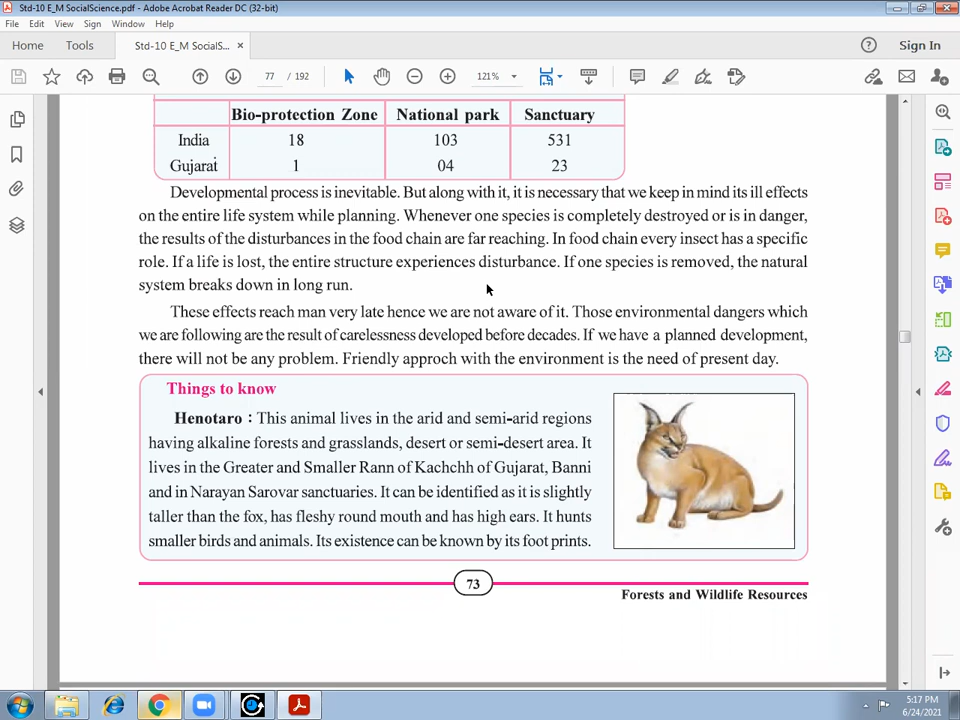 Std-10 E_M SocialScience.pdf - Adobe Acrobat Reader DC (32-bit)
File Edit View Sign Window Help
Home Tools Std-10 E_M SocialS... × Sign In
77 / 192 121%
Bio-protection Zone National park Sanctuary
India 18 103 531
Gujarat 1 04 23
Developmental process is inevitable. But along with it, it is necessary that we keep in mind its ill effects
on the entire life system while planning. Whenever one species is completely destroyed or is in danger,
the results of the disturbances in the food chain are far reaching. In food chain every insect has a specific
role. If a life is lost, the entire structure experiences disturbance. If one species is removed, the natural
system breaks down in long run.
These effects reach man very late hence we are not aware of it. Those environmental dangers which
we are following are the result of carelessness developed before decades. If we have a planned development,
there will not be any problem. Friendly approch with the environment is the need of present day.
Things to know
Henotaro : This animal lives in the arid and semi-arid regions
having alkaline forests and grasslands, desert or semi-desert area. It
lives in the Greater and Smaller Rann of Kachchh of Gujarat, Banni
and in Narayan Sarovar sanctuaries. It can be identified as it is slightly
taller than the fox, has fleshy round mouth and has high ears. It hunts
smaller birds and animals. Its existence can be known by its foot prints.
73
Forests and Wildlife Resources
5:17 PM
6/24/2021